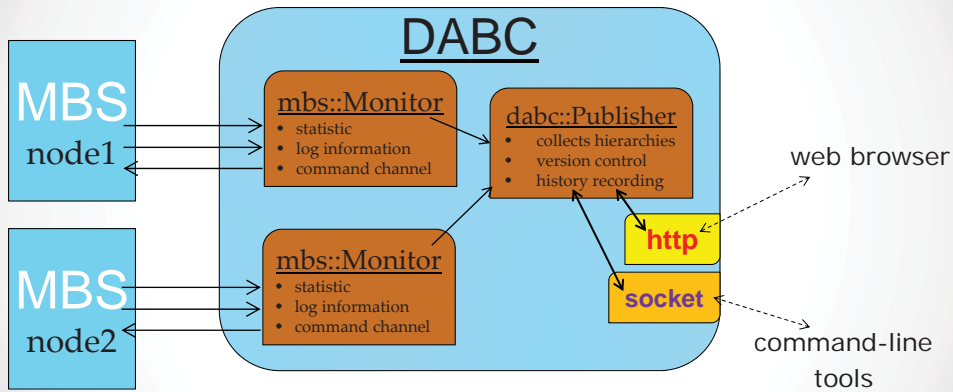 DABC
MBS
node1
mbs::Monitor
• statistic
• log information
• command channel
dabc::Publisher
• collects hierarchies
• version control
• history recording
web browser
http
MBS
node2
mbs::Monitor
• statistic
• log information
• command channel
socket
command-line
tools